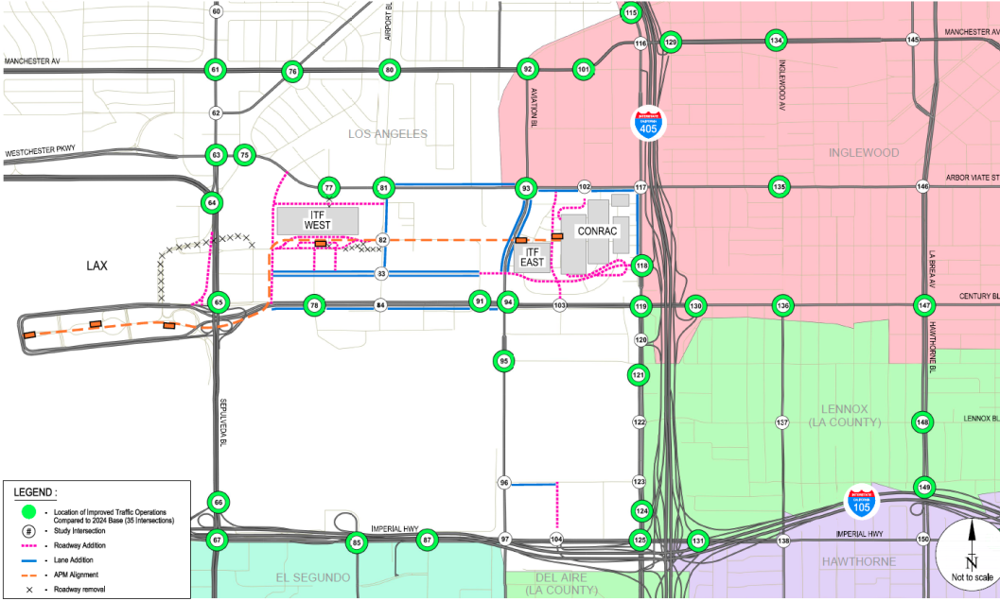 115
60
AIRPORT BL
116
129
134
145
MANCHESTER AV
MANCHESTER AV
61
76
80
92
101
INGLEWOOD AV
AVIATION BL
62
INTERSTATE
CALIFORNIA
405
LOS ANGELES
INGLEWOOD
WESTCHESTER PKWY
63
75
77
81
93
102
117
135
146
ARBOR VIATE ST
64
ITF
WEST
CONRAC
82
ITF
EAST
LAX
83
118
LA BREA AV
65
78
84
91
94
103
119
130
136
147
CENTURY BL
120
HAWTHORNE BL
95
121
SEPULVEDA BL
LENNOX
(LA COUNTY)
122
137
148
LENNOX BL
96
123
149
66
124
INTERSTATE
CALIFORNIA
105
67
85
IMPERIAL HWY
87
97
104
125
131
138
IMPERIAL HWY
150
EL SEGUNDO
DEL AIRE
(LA COUNTY)
HAWTHORNE
N
Not to scale
LEGEND :
- Location of Improved Traffic Operations
Compared to 2024 Base (35 Intersections)
# - Study Intersection
- Roadway Addition
- Lane Addition
- APM Alignment
- Roadway removal